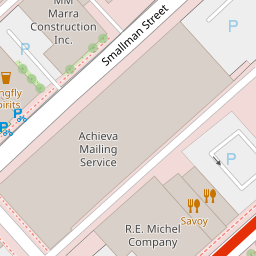 MM
Marra
Construction
Inc.
P
Smallman Street
P
Achieva
Mailing
Service
P
Savoy
R.E. Michel
Company